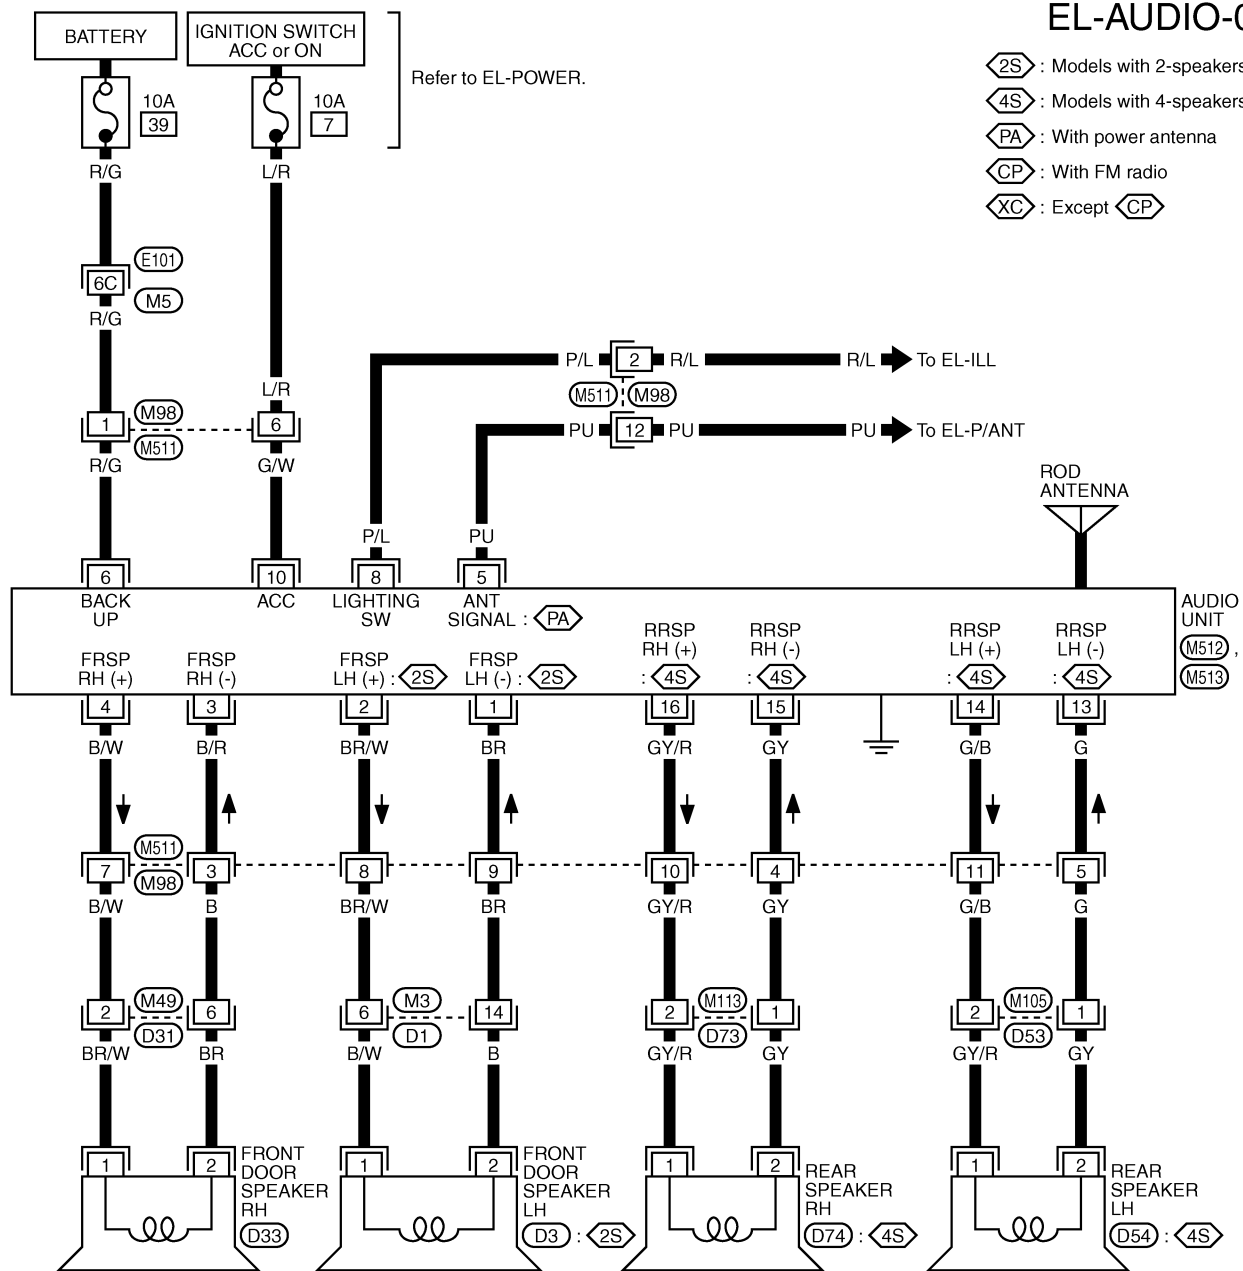 EL-AUDIO-0
BATTERY
IGNITION SWITCH
ACC or ON
Refer to EL-POWER.
10A
39
10A
7
2S : Models with 2-speakers
4S : Models with 4-speakers
PA : With power antenna
CP : With FM radio
XC : Except CP
R/G L/R
E101
6C
M5
R/G
P/L 2 R/L R/L To EL-ILL
L/R
M511 M98
1 M98 6
M511
PU 12 PU PU To EL-P/ANT
R/G G/W
ROD
ANTENNA
P/L PU
6 10 8 5
BACK UP
ACC
LIGHTING SW
ANT SIGNAL : PA
AUDIO
UNIT
M512 ,
M513
FRSP RH (+)
FRSP RH (-)
FRSP LH (+) : 2S
FRSP LH (-) : 2S
RRSP RH (+) : 4S
RRSP RH (-) : 4S
RRSP LH (+) : 4S
RRSP LH (-) : 4S
4 3 2 1 16 15 14 13
B/W B/R BR/W BR GY/R GY G/B G
M511
7 3 8 9 10 4 11 5
M98
B/W B BR/W BR GY/R GY G/B G
M49 M3 M113 M105
2 6 6 14 2 1 2 1
D31 D1 D73 D53
BR/W BR B/W B GY/R GY GY/R GY
1 2 1 2 1 2 1 2
FRONT
DOOR
SPEAKER
RH
D33
FRONT
DOOR
SPEAKER
LH
D3 : 2S
REAR
SPEAKER
RH
D74 : 4S
REAR
SPEAKER
LH
D54 : 4S